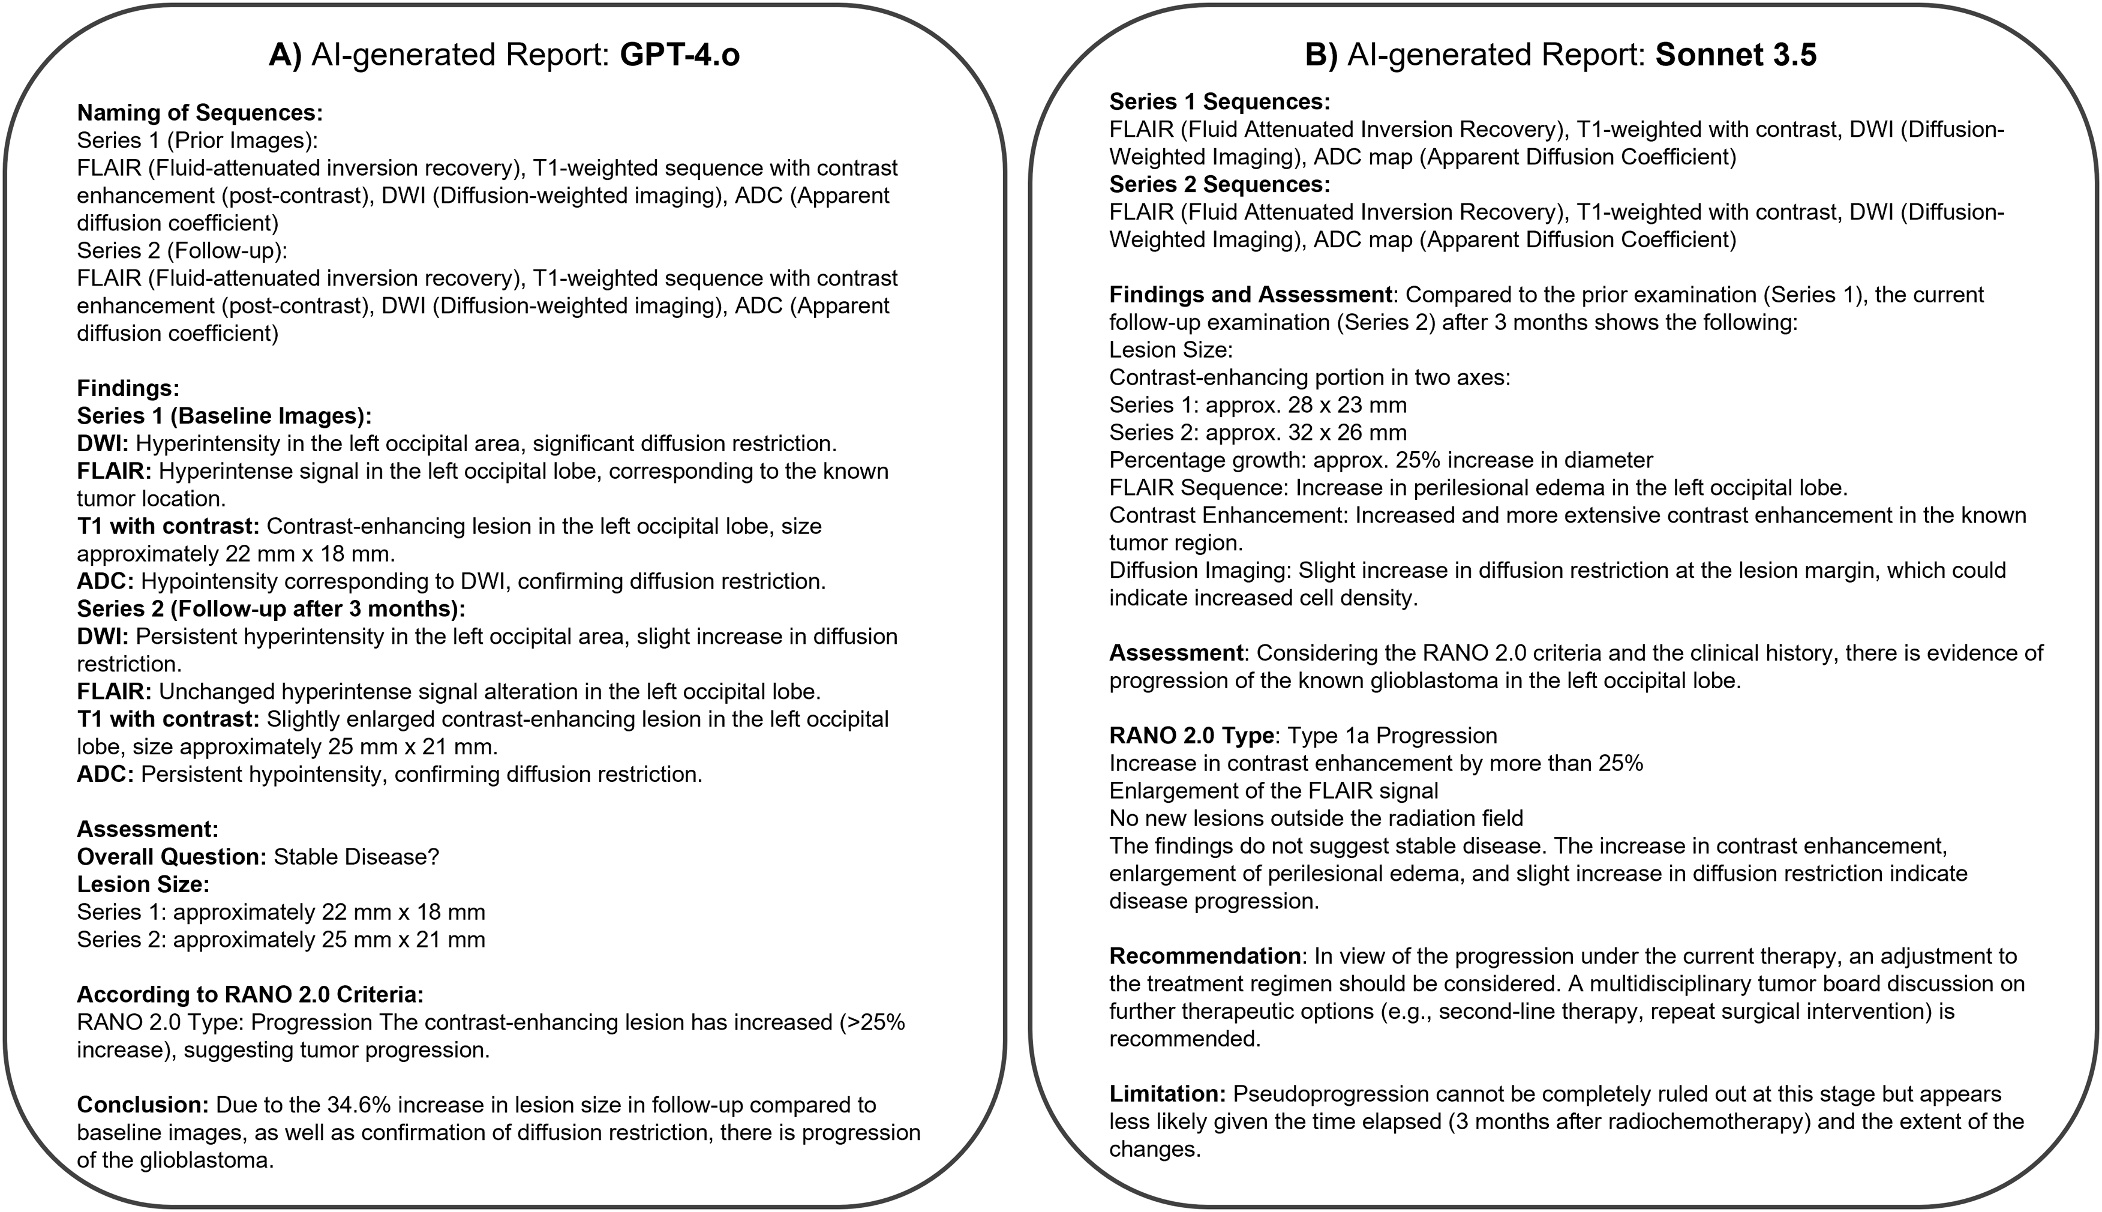 A) AI-generated Report: GPT-4.o
Naming of Sequences:
Series 1 (Prior Images):
FLAIR (Fluid-attenuated inversion recovery), T1-weighted sequence with contrast
enhancement (post-contrast), DWI (Diffusion-weighted imaging), ADC (Apparent
diffusion coefficient)
Series 2 (Follow-up):
FLAIR (Fluid-attenuated inversion recovery), T1-weighted sequence with contrast
enhancement (post-contrast), DWI (Diffusion-weighted imaging), ADC (Apparent
diffusion coefficient)
Findings:
Series 1 (Baseline Images):
DWI: Hyperintensity in the left occipital area, significant diffusion restriction.
FLAIR: Hyperintense signal in the left occipital lobe, corresponding to the known
tumor location.
T1 with contrast: Contrast-enhancing lesion in the left occipital lobe, size
approximately 22 mm x 18 mm.
ADC: Hypointensity corresponding to DWI, confirming diffusion restriction.
Series 2 (Follow-up after 3 months):
DWI: Persistent hyperintensity in the left occipital area, slight increase in diffusion
restriction.
FLAIR: Unchanged hyperintense signal alteration in the left occipital lobe.
T1 with contrast: Slightly enlarged contrast-enhancing lesion in the left occipital
lobe, size approximately 25 mm x 21 mm.
ADC: Persistent hypointensity, confirming diffusion restriction.
Assessment:
Overall Question: Stable Disease?
Lesion Size:
Series 1: approximately 22 mm x 18 mm
Series 2: approximately 25 mm x 21 mm
According to RANO 2.0 Criteria:
RANO 2.0 Type: Progression The contrast-enhancing lesion has increased (>25%
increase), suggesting tumor progression.
Conclusion: Due to the 34.6% increase in lesion size in follow-up compared to
baseline images, as well as confirmation of diffusion restriction, there is progression
of the glioblastoma.
B) AI-generated Report: Sonnet 3.5
Series 1 Sequences:
FLAIR (Fluid Attenuated Inversion Recovery), T1-weighted with contrast, DWI (Diffusion-
Weighted Imaging), ADC map (Apparent Diffusion Coefficient)
Series 2 Sequences:
FLAIR (Fluid Attenuated Inversion Recovery), T1-weighted with contrast, DWI (Diffusion-
Weighted Imaging), ADC map (Apparent Diffusion Coefficient)
Findings and Assessment: Compared to the prior examination (Series 1), the current
follow-up examination (Series 2) after 3 months shows the following:
Lesion Size:
Contrast-enhancing portion in two axes:
Series 1: approx. 28 x 23 mm
Series 2: approx. 32 x 26 mm
Percentage growth: approx. 25% increase in diameter
FLAIR Sequence: Increase in perilesional edema in the left occipital lobe.
Contrast Enhancement: Increased and more extensive contrast enhancement in the known
tumor region.
Diffusion Imaging: Slight increase in diffusion restriction at the lesion margin, which could
indicate increased cell density.
Assessment: Considering the RANO 2.0 criteria and the clinical history, there is evidence of
progression of the known glioblastoma in the left occipital lobe.
RANO 2.0 Type: Type 1a Progression
Increase in contrast enhancement by more than 25%
Enlargement of the FLAIR signal
No new lesions outside the radiation field
The findings do not suggest stable disease. The increase in contrast enhancement,
enlargement of perilesional edema, and slight increase in diffusion restriction indicate
disease progression.
Recommendation: In view of the progression under the current therapy, an adjustment to
the treatment regimen should be considered. A multidisciplinary tumor board discussion on
further therapeutic options (e.g., second-line therapy, repeat surgical intervention) is
recommended.
Limitation: Pseudoprogression cannot be completely ruled out at this stage but appears
less likely given the time elapsed (3 months after radiochemotherapy) and the extent of the
changes.